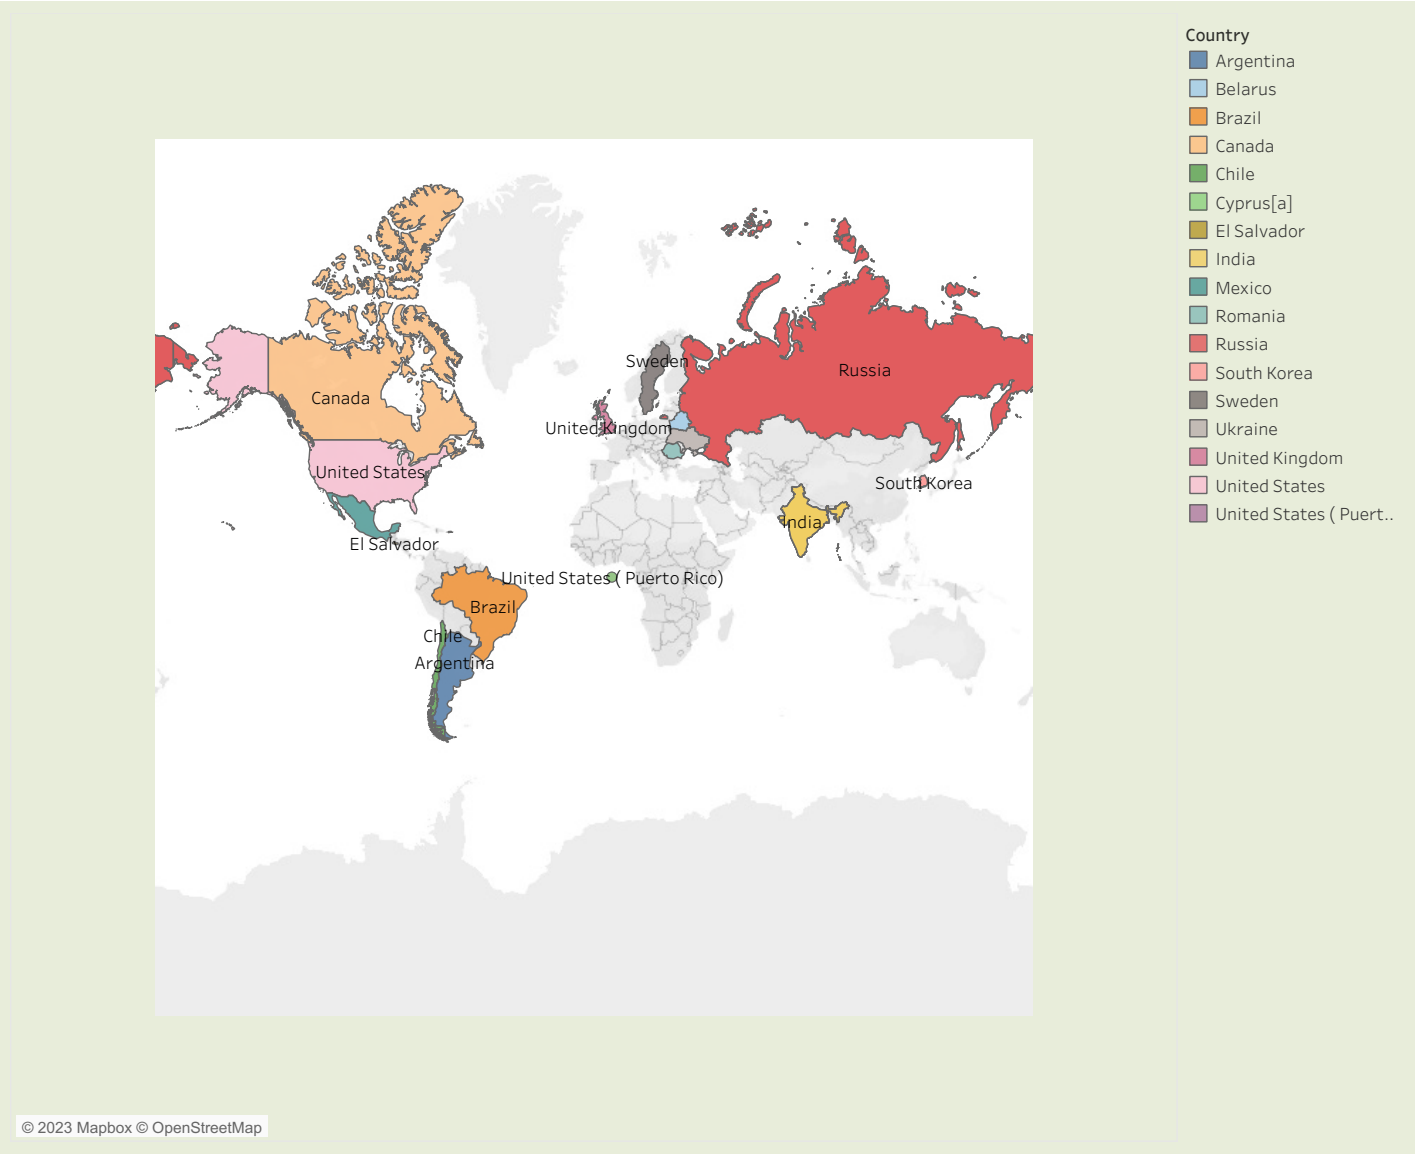 Country
Argentina
Belarus
Brazil
Canada
Chile
Cyprus[a]
El Salvador
India
Mexico
Romania
Russia
South Korea
Sweden
Ukraine
United Kingdom
United States
United States ( Puert..
Sweden
Russia
Canada
United Kingdom
United States
South Korea
India
El Salvador
United States ( Puerto Rico)
Brazil
Chile
Argentina
© 2023 Mapbox © OpenStreetMap